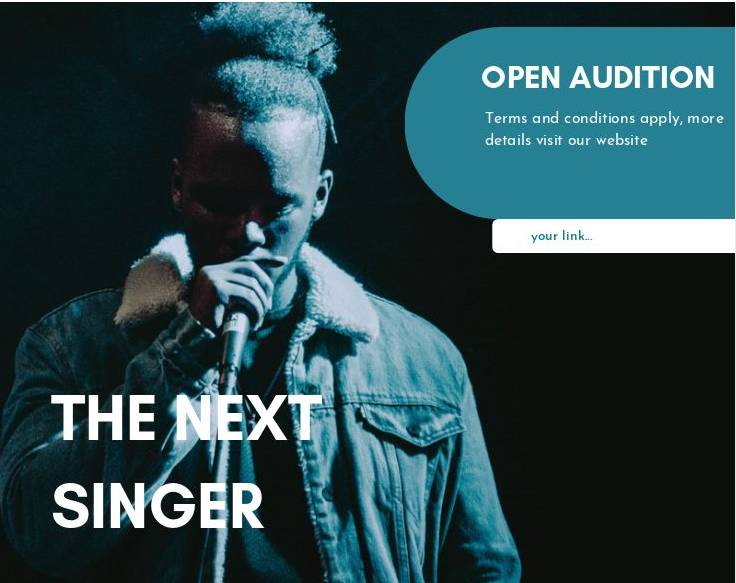 OPEN AUDITION
Terms and conditions apply, more
details visit our website
your link...
THE NEXT
SINGER